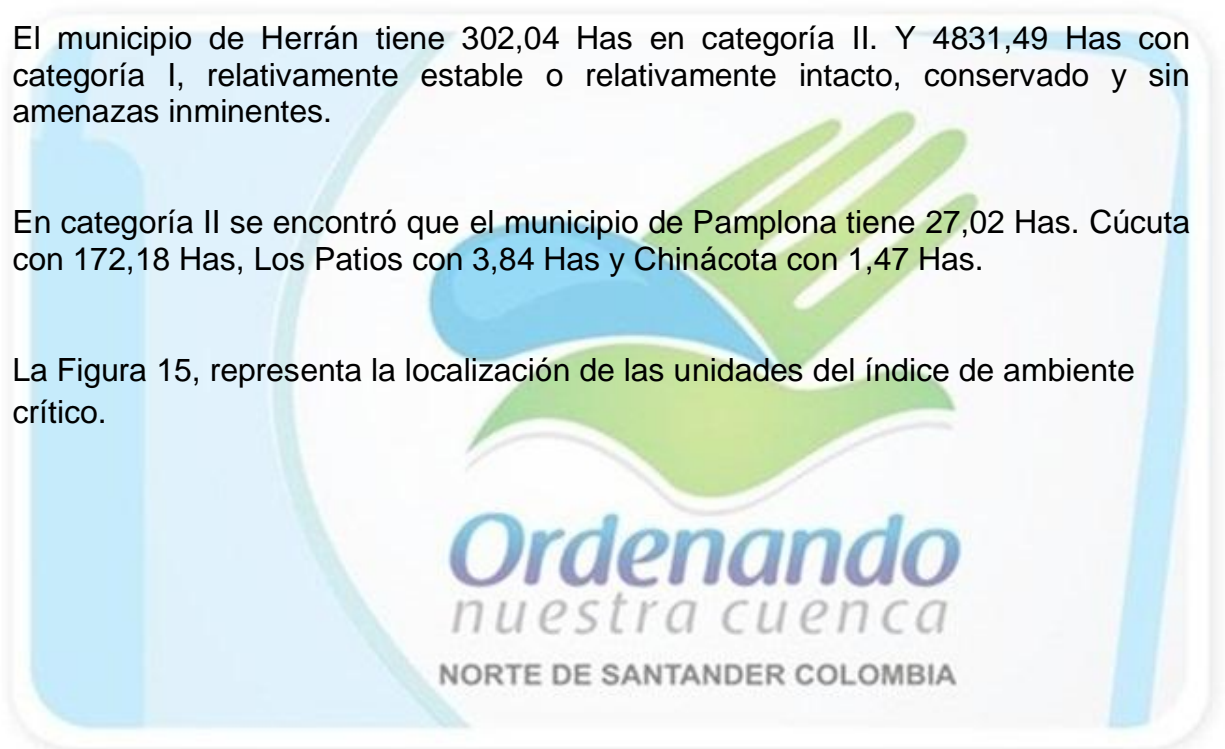 El municipio de Herrán tiene 302,04 Has en categoría II. Y 4831,49 Has con
categoría I, relativamente estable o relativamente intacto, conservado y sin
amenazas inminentes.
En categoría II se encontró que el municipio de Pamplona tiene 27,02 Has. Cúcuta
con 172,18 Has, Los Patios con 3,84 Has y Chinácota con 1,47 Has.
La Figura 15, representa la localización de las unidades del índice de ambiente
crítico.
Ordenando
nuestra cuenca
NORTE DE SANTANDER COLOMBIA